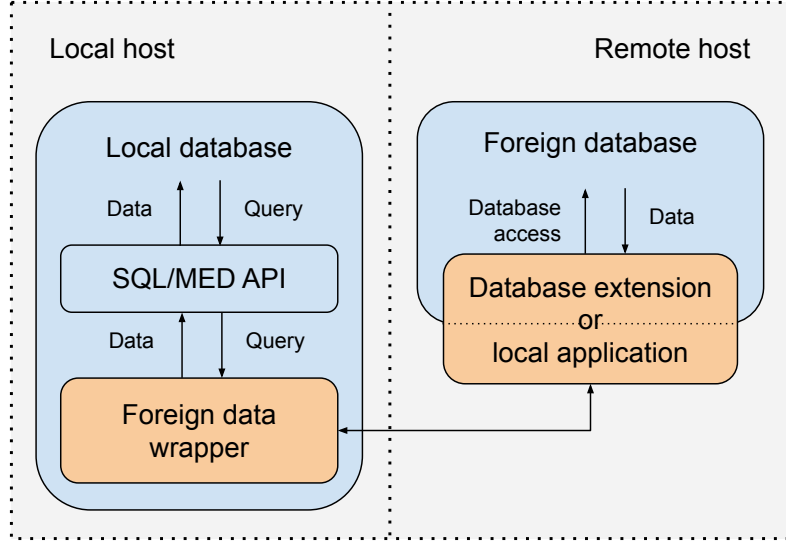 Local host
Remote host
Local database
Data
Query
SQL/MED API
Data
Query
Foreign data
wrapper
Foreign database
Database
access
Data
Database extension
or
local application